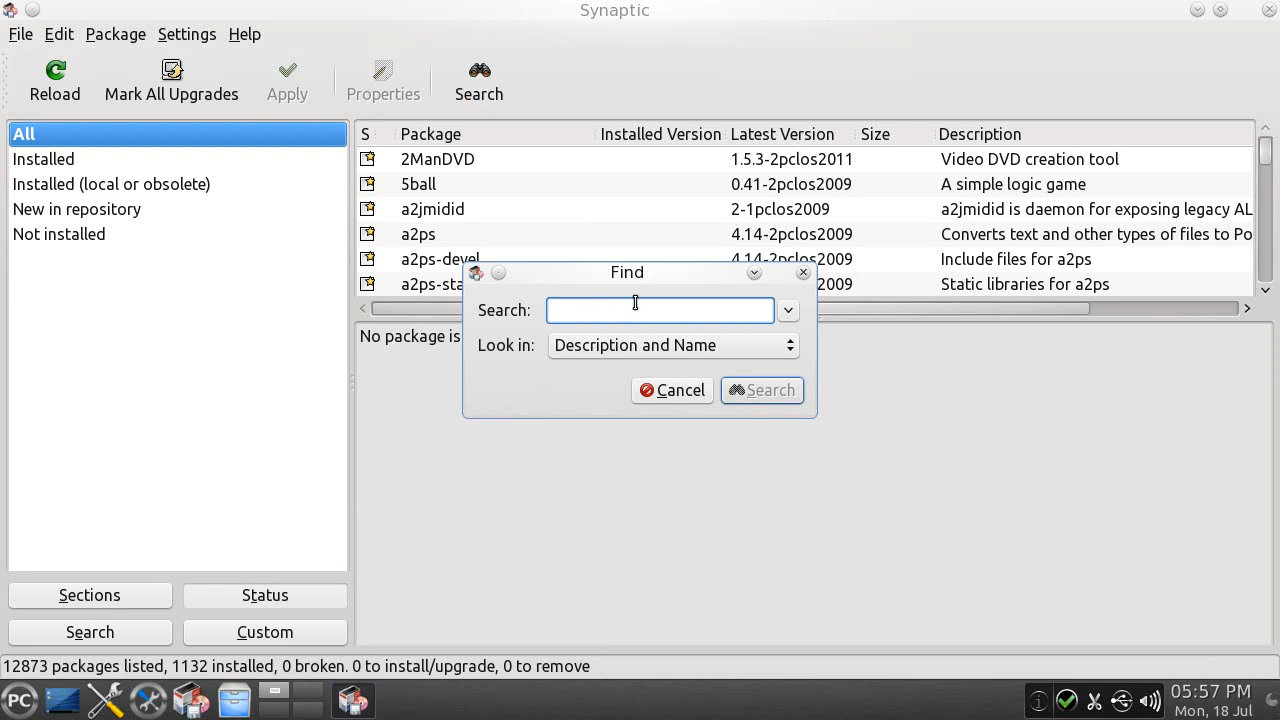 Synaptic
File Edit Package Settings Help
Reload Mark All Upgrades Apply Properties Search
All
Installed
Installed (local or obsolete)
New in repository
Not installed
S Package Installed Version Latest Version Size Description
2ManDVD 1.5.3-2pclos2011 Video DVD creation tool
5ball 0.41-2pclos2009 A simple logic game
a2jmidid 2-1pclos2009 a2jmidid is daemon for exposing legacy AL
a2ps 4.14-2pclos2009 Converts text and other types of files to Po
a2ps-devel 4.14-2pclos2009 Include files for a2ps
a2ps-sta 2pclos2009 Static libraries for a2ps
No package is
Find
Search:
Look in: Description and Name
Cancel Search
Sections Status
Search Custom
12873 packages listed, 1132 installed, 0 broken. 0 to install/upgrade, 0 to remove
PC
05:57 PM
Mon, 18 Jul